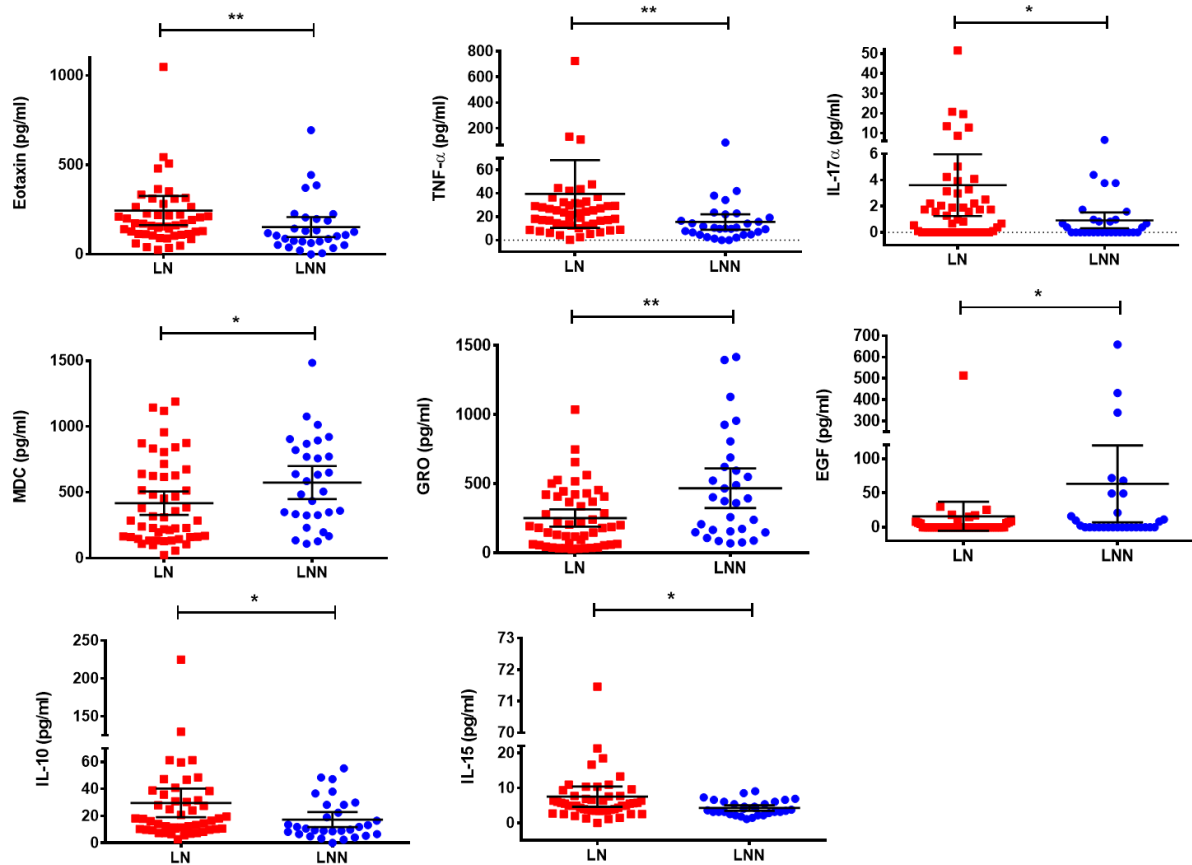 ** ** *
Eotaxin (pg/ml)
1000
500
0
LN LNN
TNF-α (pg/ml)
800
600
400
200
60
40
20
0
LN LNN
IL-17α (pg/ml)
50
40
30
20
10
6
4
2
0
LN LNN
* ** *
MDC (pg/ml)
1500
1000
500
0
LN LNN
GRO (pg/ml)
1500
1000
500
0
LN LNN
EGF (pg/ml)
700
600
500
400
300
100
50
0
LN LNN
* *
IL-10 (pg/ml)
250
200
150
100
60
40
20
0
LN LNN
IL-15 (pg/ml)
73
72
71
70
20
10
0
LN LNN